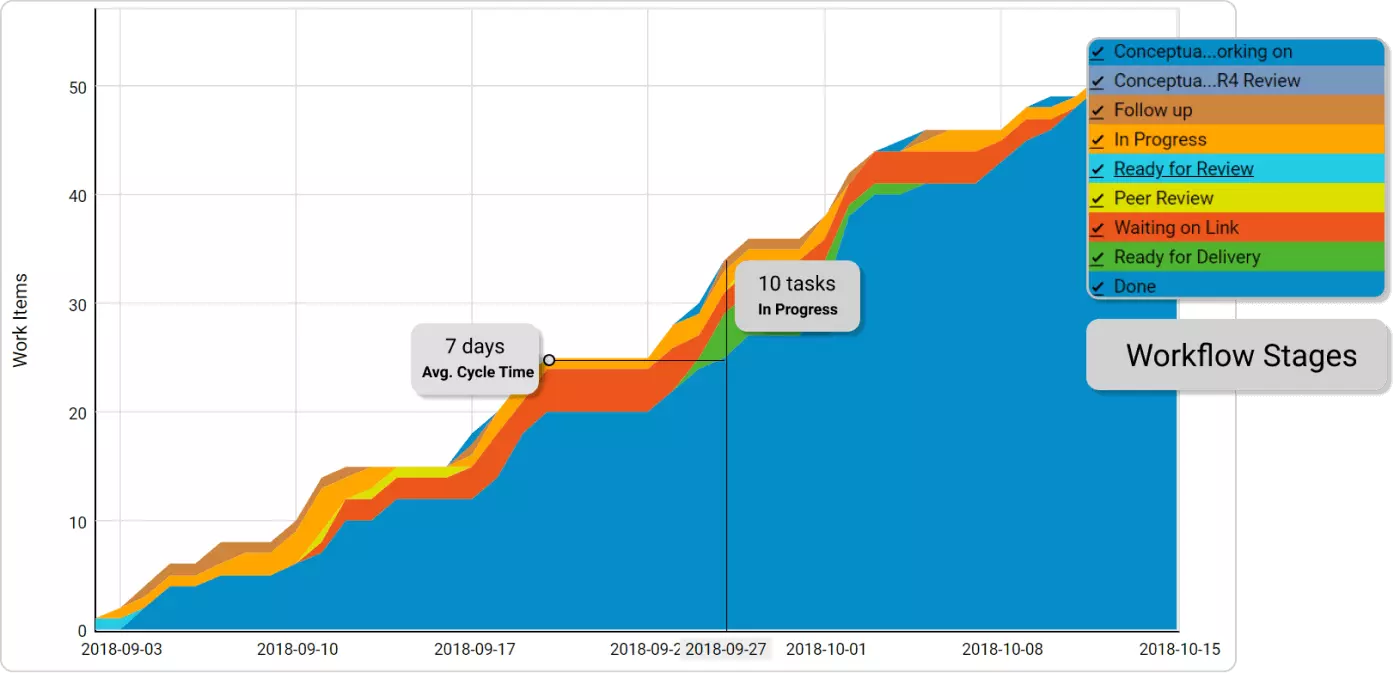 Work Items
50
40
30
20
10
0
2018-09-03
2018-09-10
2018-09-17
2018-09-2
2018-09-27
2018-10-01
2018-10-08
2018-10-15
7 days
Avg. Cycle Time
10 tasks
In Progress
Conceptua...orking on
Conceptua...R4 Review
Follow up
In Progress
Ready for Review
Peer Review
Waiting on Link
Ready for Delivery
Done
Workflow Stages